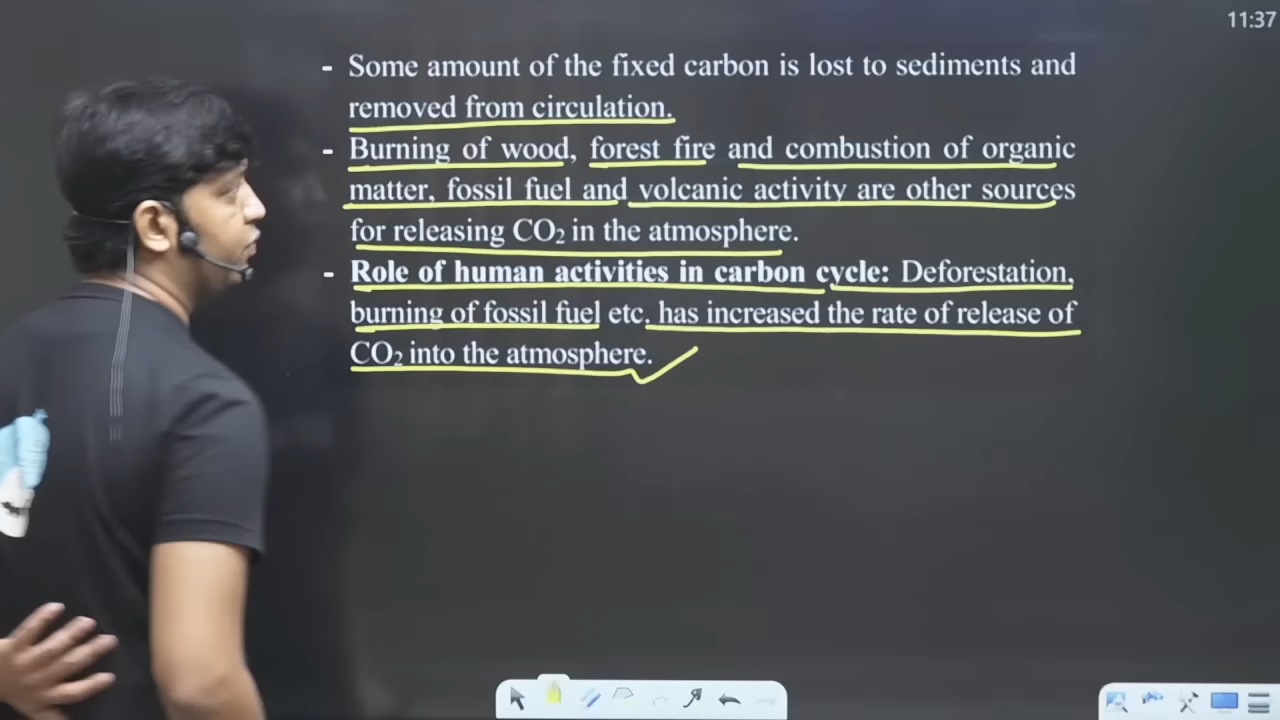 11:37
- Some amount of the fixed carbon is lost to sediments and
removed from circulation.
- Burning of wood, forest fire and combustion of organic
matter, fossil fuel and volcanic activity are other sources
for releasing CO₂ in the atmosphere.
- Role of human activities in carbon cycle: Deforestation,
burning of fossil fuel etc. has increased the rate of release of
CO₂ into the atmosphere.